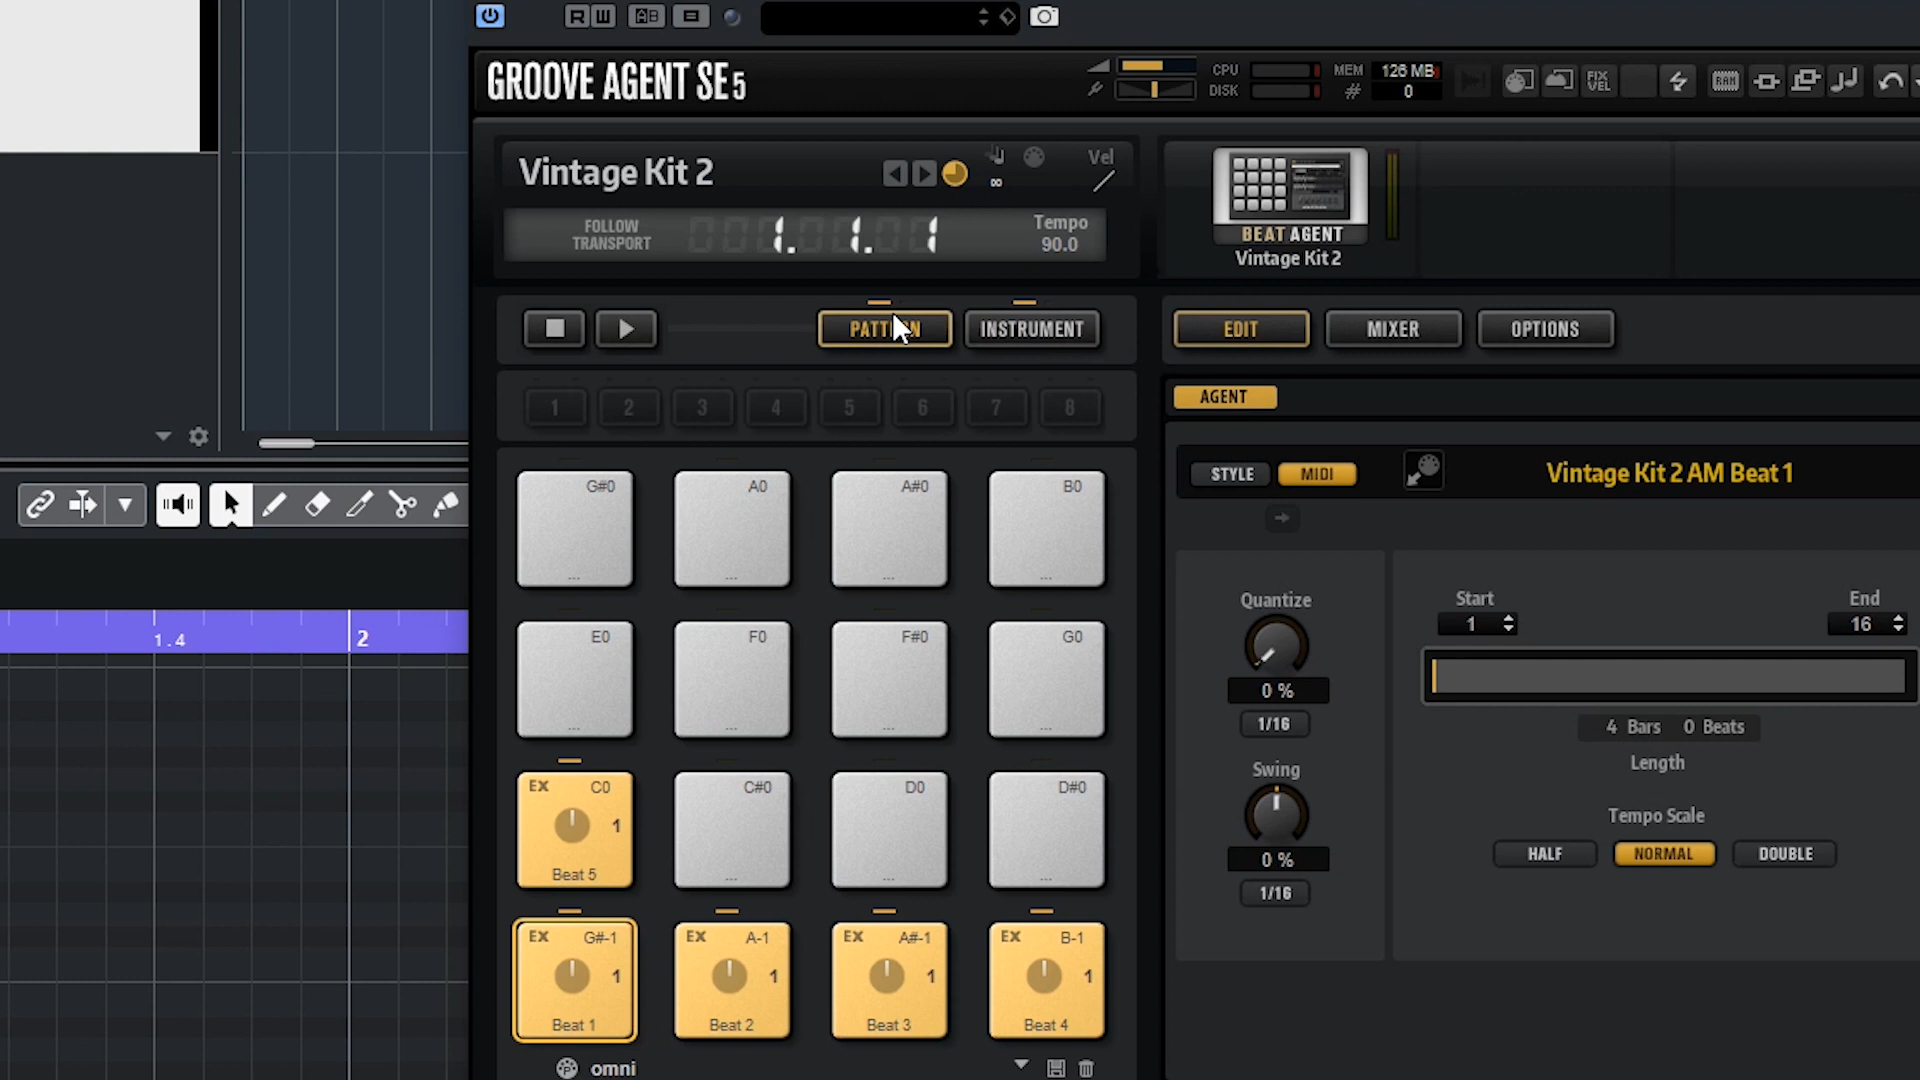 R W AB
GROOVE AGENT SE 5
CPU
DISK
MEM 126 MB
# 0
FIX VEL
RAM
Vintage Kit 2
Vel
∞
FOLLOW TRANSPORT
1. 1. 1
Tempo
90.0
BEAT AGENT
Vintage Kit 2
INSTRUMENT
EDIT
MIXER
OPTIONS
1 2 3 4 5 6 7 8
AGENT
STYLE
MIDI
Vintage Kit 2 AM Beat 1
G#0 A0 A#0 B0
... ... ... ...
E0 F0 F#0 G0
... ... ... ...
EX C0
1
Beat 5
C#0 D0 D#0
... ... ...
EX G#-1
1
Beat 1
EX A-1
1
Beat 2
EX A#-1
1
Beat 3
EX B-1
1
Beat 4
omni
Quantize
0 %
1/16
Swing
0 %
1/16
Start
1
End
16
4 Bars 0 Beats
Length
Tempo Scale
HALF
NORMAL
DOUBLE
1.4
2